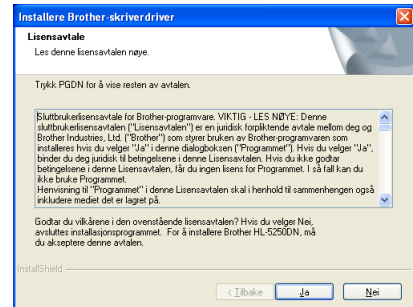 Installere Brother-skriverdriver
Lisensavtale
Les denne lisensavtalen nøye.
Trykk PGDN for å vise resten av avtalen.
Sluttbrukerlisensavtale for Brother-programvare. VIKTIG - LES NØYE: Denne
sluttbrukerlisensavtalen ("Lisensavtalen") er en juridisk forpliktende avtale mellom deg og
Brother Industries, Ltd. ("Brother") som styrer bruken av Brother-programvaren som
installeres hvis du velger "Ja" i denne dialogboksen ("Programmet"). Hvis du velger "Ja",
binder du deg juridisk til betingelsene i denne Lisensavtalen. Hvis du ikke godtar
betingelsene i denne Lisensavtalen, får du ingen lisens for Programmet. I så fall kan du
ikke bruke Programmet.
Henvisning til "Programmet" i denne Lisensavtalen skal i henhold til sammenhengen også
inkludere mediet det er lagret på.
Godtar du vilkårene i den ovenstående lisensavtalen? Hvis du velger Nei,
avsluttes installasjonsprogrammet. For å installere Brother HL-5250DN, må
du akseptere denne avtalen.
InstallShield
< Tilbake
Ja
Nei